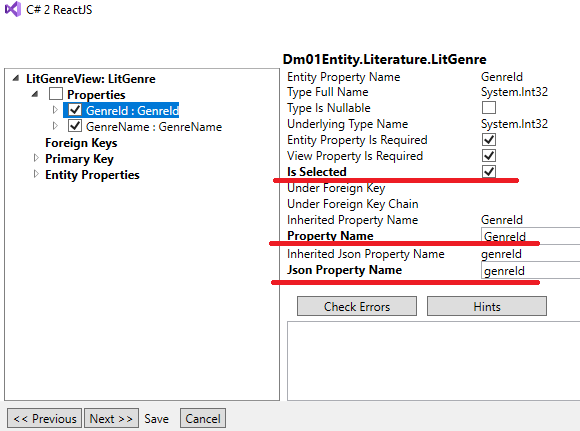 C# 2 ReactJS
LitGenreView: LitGenre
Properties
GenreId : GenreId
GenreName : GenreName
Foreign Keys
Primary Key
Entity Properties
Dm01Entity.Literature.LitGenre
Entity Property Name GenreId
Type Full Name System.Int32
Type Is Nullable
Underlying Type Name System.Int32
Entity Property Is Required
View Property Is Required
Is Selected
Under Foreign Key
Under Foreign Key Chain
Inherited Property Name GenreId
Property Name GenreId
Inherited Json Property Name genreId
Json Property Name genreId
Check Errors Hints
<< Previous Next >> Save Cancel